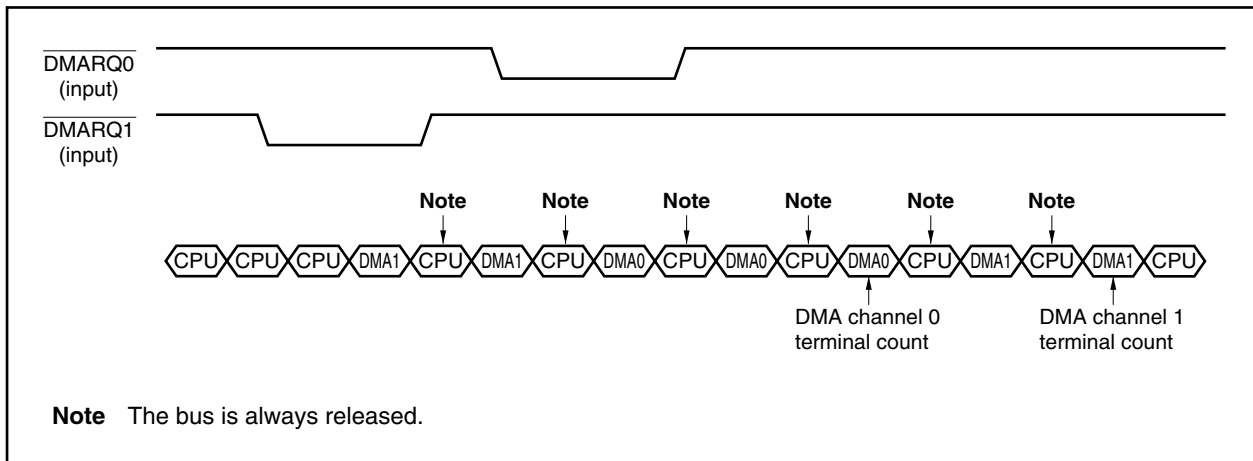 DMARQ0
(input)
DMARQ1
(input)
Note Note Note Note Note Note
CPU CPU CPU DMA1 CPU DMA1 CPU DMA0 CPU DMA0 CPU DMA0 CPU DMA1 CPU DMA1 CPU
DMA channel 0
terminal count
DMA channel 1
terminal count
Note The bus is always released.